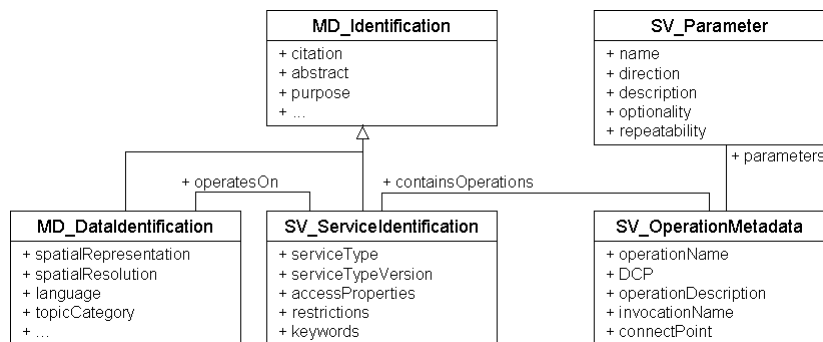 MD_Identification
+ citation
+ abstract
+ purpose
+ ...
SV_Parameter
+ name
+ direction
+ description
+ optionality
+ repeatability
+ parameters
+ operatesOn
+ containsOperations
MD_DataIdentification
+ spatialRepresentation
+ spatialResolution
+ language
+ topicCategory
+ ...
SV_ServiceIdentification
+ serviceType
+ serviceTypeVersion
+ accessProperties
+ restrictions
+ keywords
SV_OperationMetadata
+ operationName
+ DCP
+ operationDescription
+ invocationName
+ connectPoint